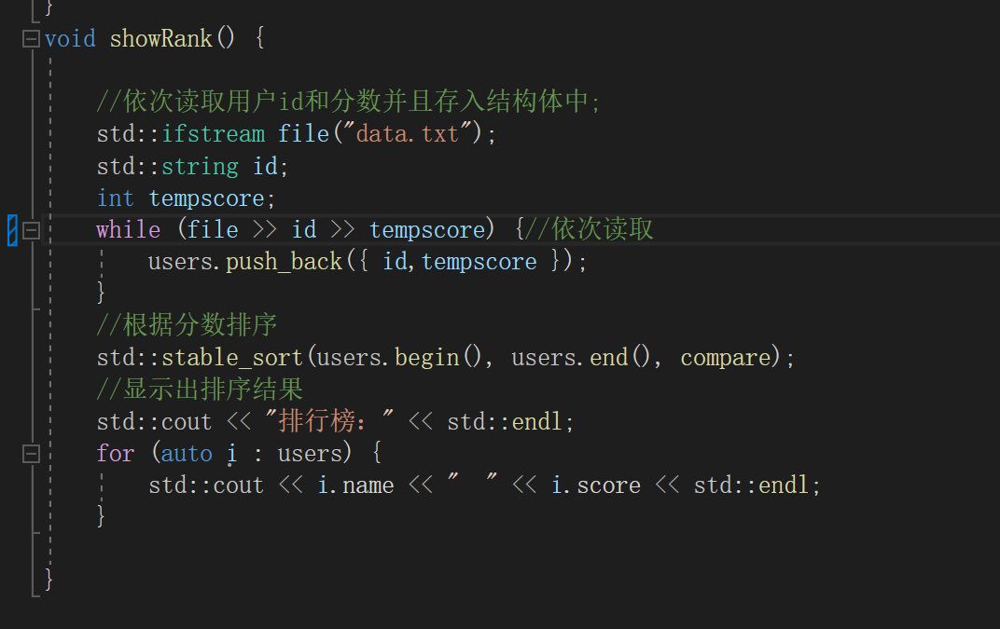 }
void showRank() {
//依次读取用户id和分数并且存入结构体中;
std::ifstream file("data.txt");
std::string id;
int tempscore;
while (file >> id >> tempscore) {//依次读取
users.push_back({ id,tempscore });
}
//根据分数排序
std::stable_sort(users.begin(), users.end(), compare);
//显示出排序结果
std::cout << "排行榜：" << std::endl;
for (auto i : users) {
std::cout << i.name << "  " << i.score << std::endl;
}
}